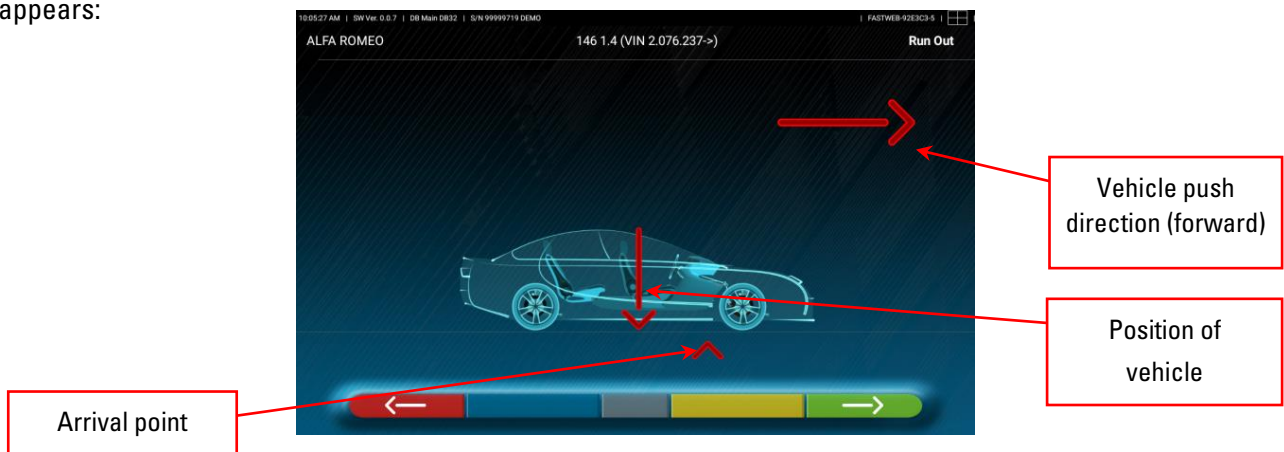 appears:
10:05:27 AM | SW Ver. 0.0.7 | DB Main DB32 | S/N 99999719 DEMO | FASTWEB-92E3C3-5 |
ALFA ROMEO 146 1.4 (VIN 2.076.237->) Run Out
Vehicle push
direction (forward)
Position of
vehicle
Arrival point